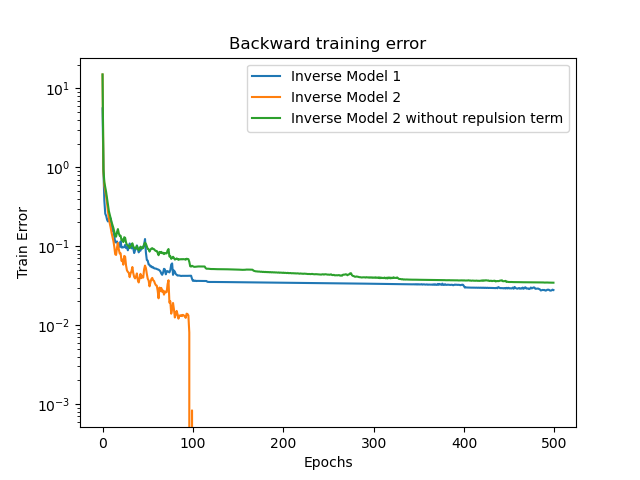 Backward training error
Inverse Model 1
Inverse Model 2
Inverse Model 2 without repulsion term
Train Error
10¹
10⁰
10⁻¹
10⁻²
10⁻³
0 100 200 300 400 500
Epochs